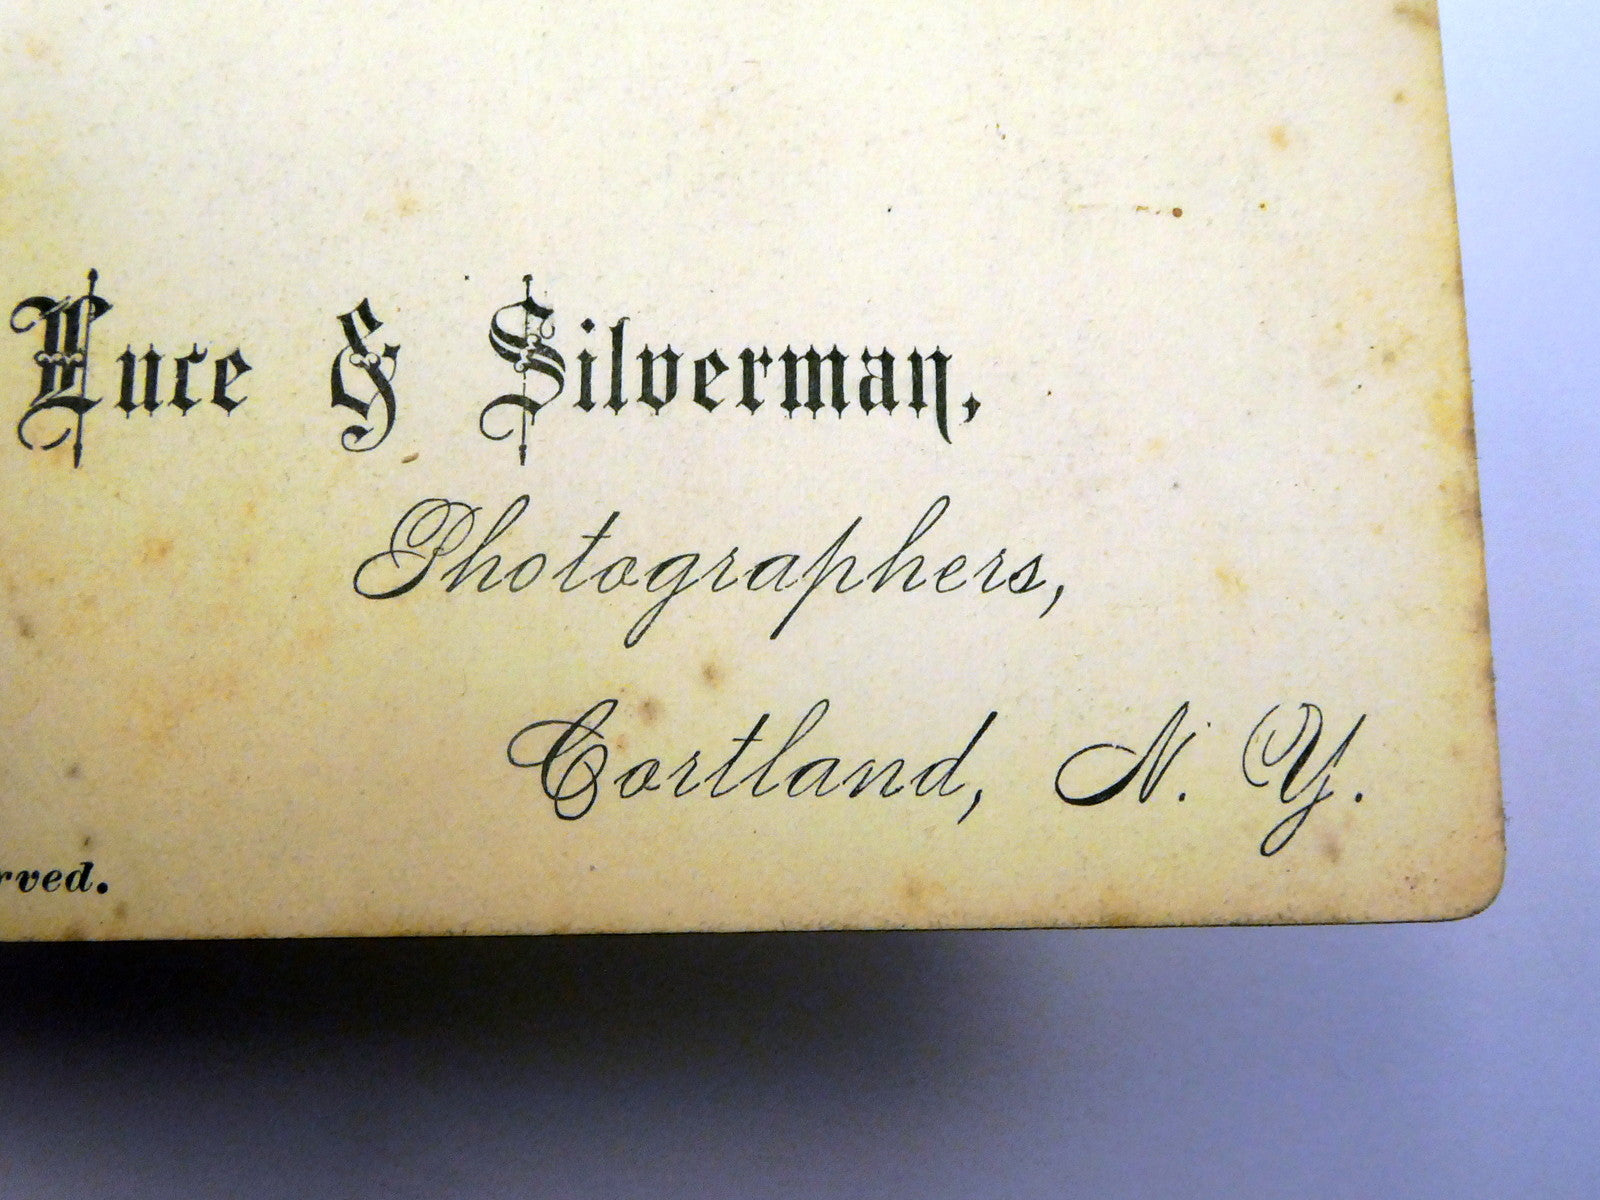 Luce & Silverman,
Photographers,
Cortland, N. Y.
rved.